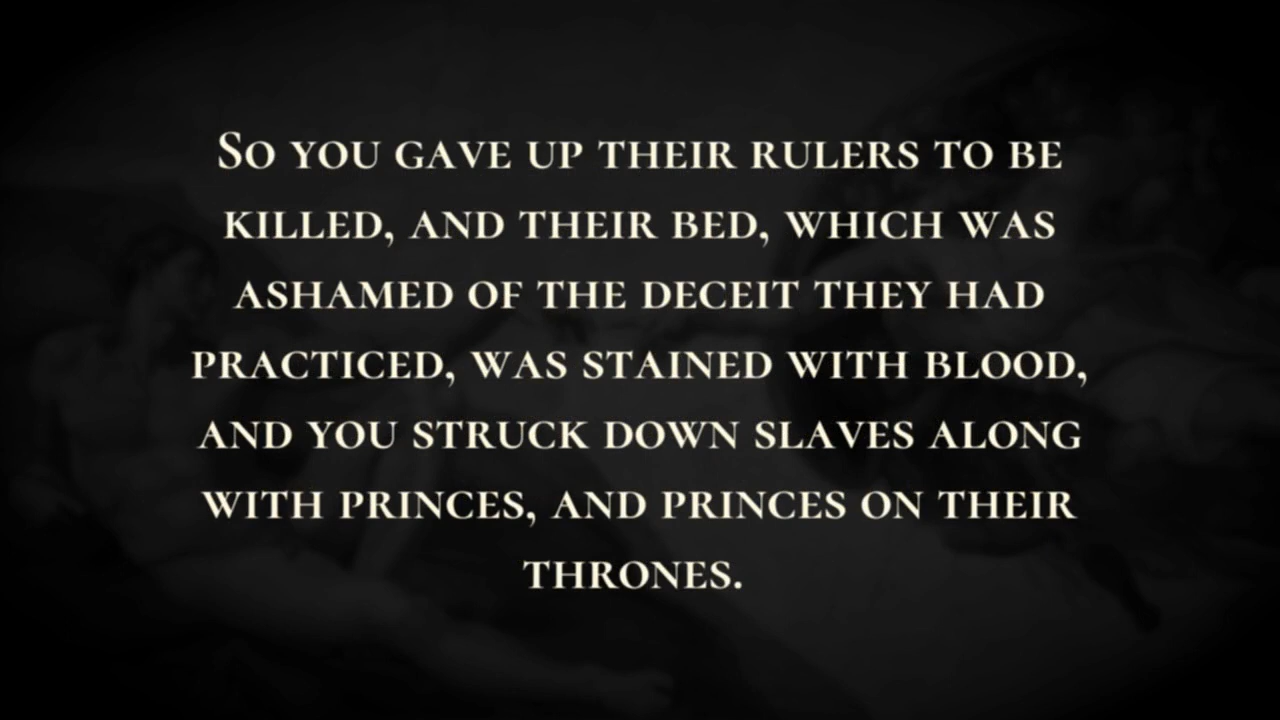 So you gave up their rulers to be
killed, and their bed, which was
ashamed of the deceit they had
practiced, was stained with blood,
and you struck down slaves along
with princes, and princes on their
thrones.